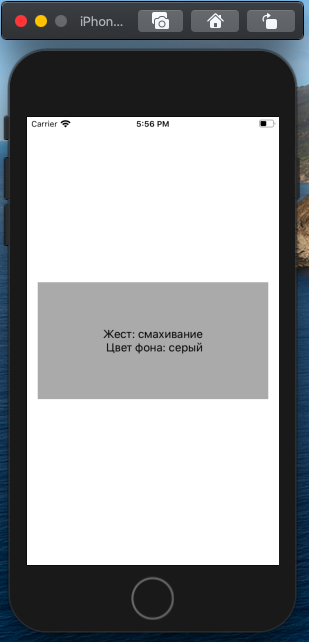 iPhon...
Carrier
5:56 PM
Жест: смахивание
Цвет фона: серый